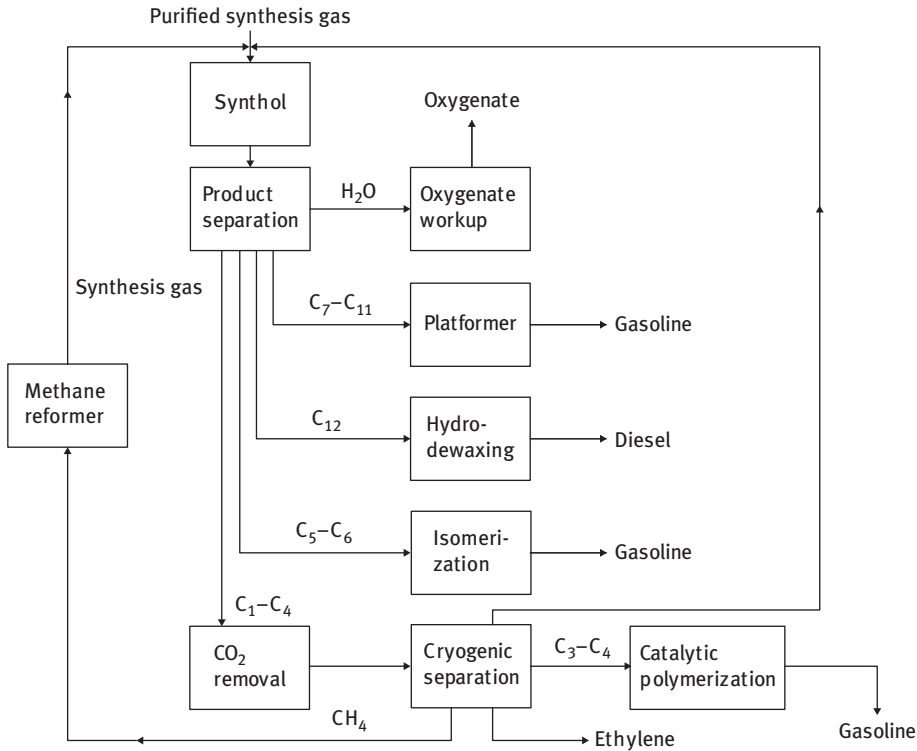 Purified synthesis gas
Synthol
Oxygenate
Product
separation
H₂O
Oxygenate
workup
Synthesis gas
C₇–C₁₁
Platformer
Gasoline
Methane
reformer
C₁₂
Hydro-
dewaxing
Diesel
C₅–C₆
Isomeri-
zation
Gasoline
C₁–C₄
CO₂
removal
Cryogenic
separation
C₃–C₄
Catalytic
polymerization
CH₄
Ethylene
Gasoline